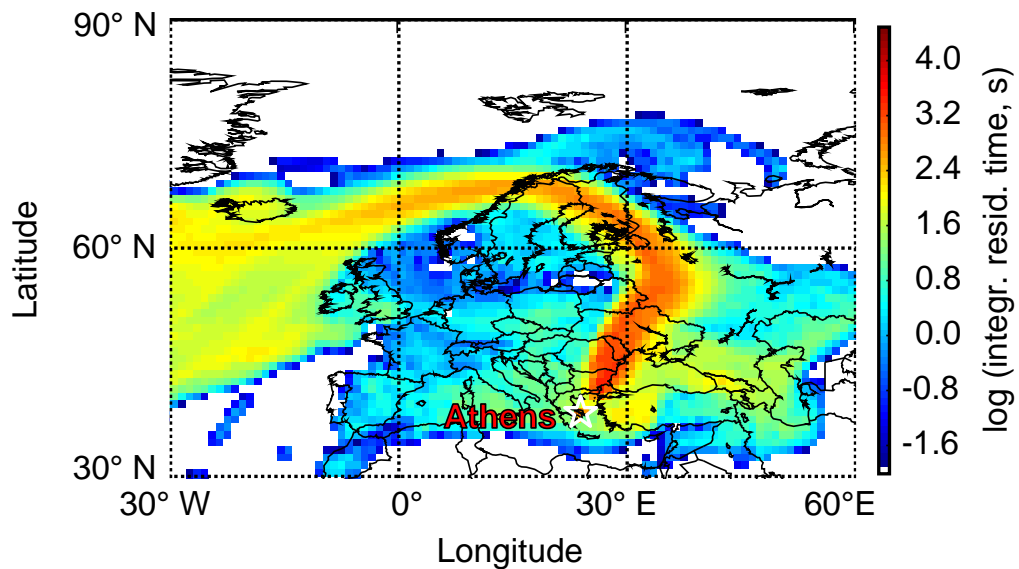 90° N
60° N
30° N
Latitude
30° W
0°
30° E
60° E
Longitude
Athens
4.0
3.2
2.4
1.6
0.8
0.0
-0.8
-1.6
log (integr. resid. time, s)